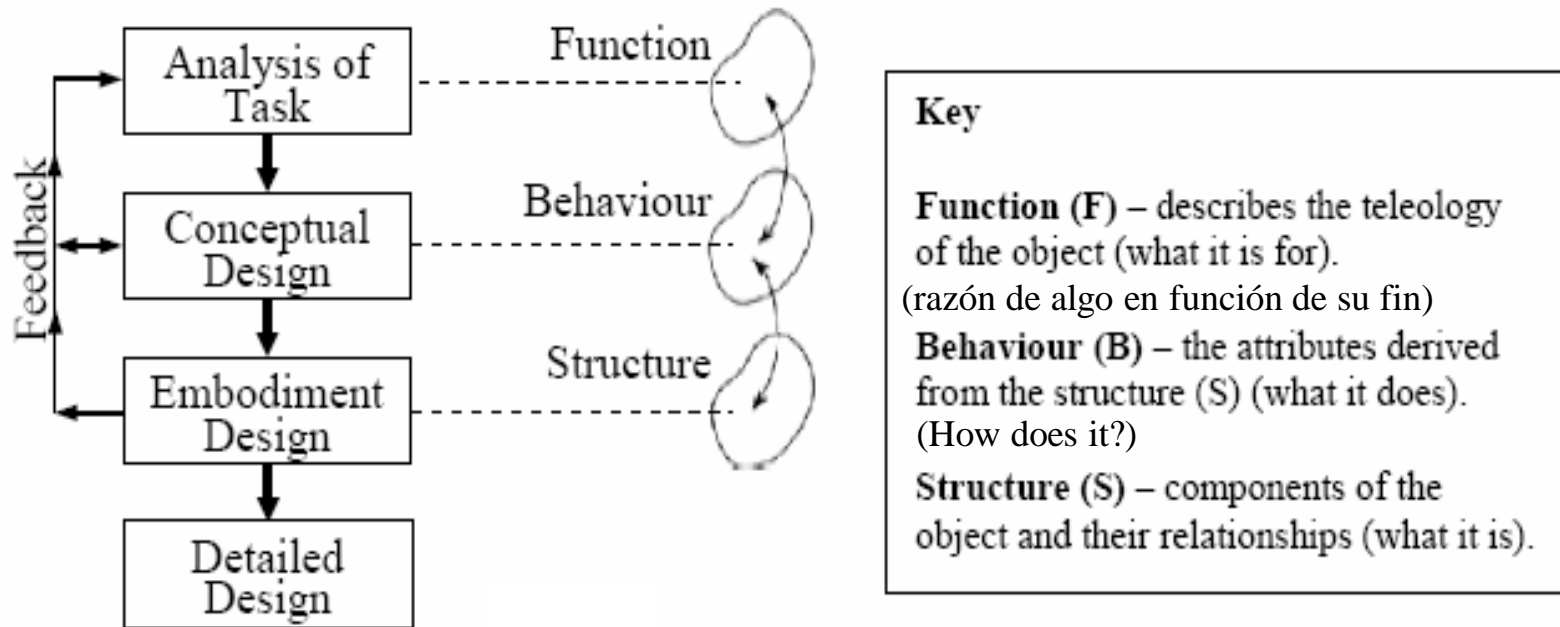 Analysis of
Task
Function
Conceptual
Design
Behaviour
Embodiment
Design
Structure
Detailed
Design
Feedback
Key
Function (F) – describes the teleology
of the object (what it is for).
(razón de algo en función de su fin)
Behaviour (B) – the attributes derived
from the structure (S) (what it does).
(How does it?)
Structure (S) – components of the
object and their relationships (what it is).